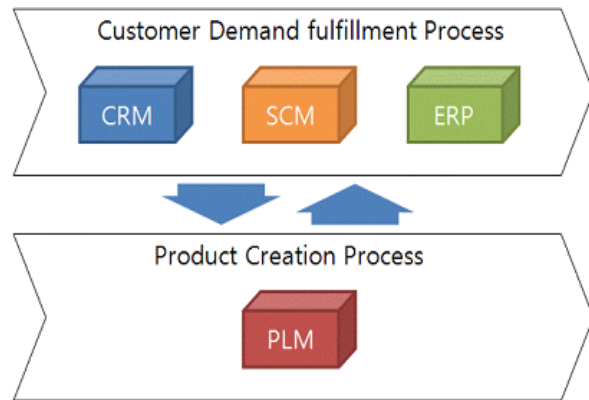 Customer Demand fulfillment Process
CRM
SCM
ERP
Product Creation Process
PLM